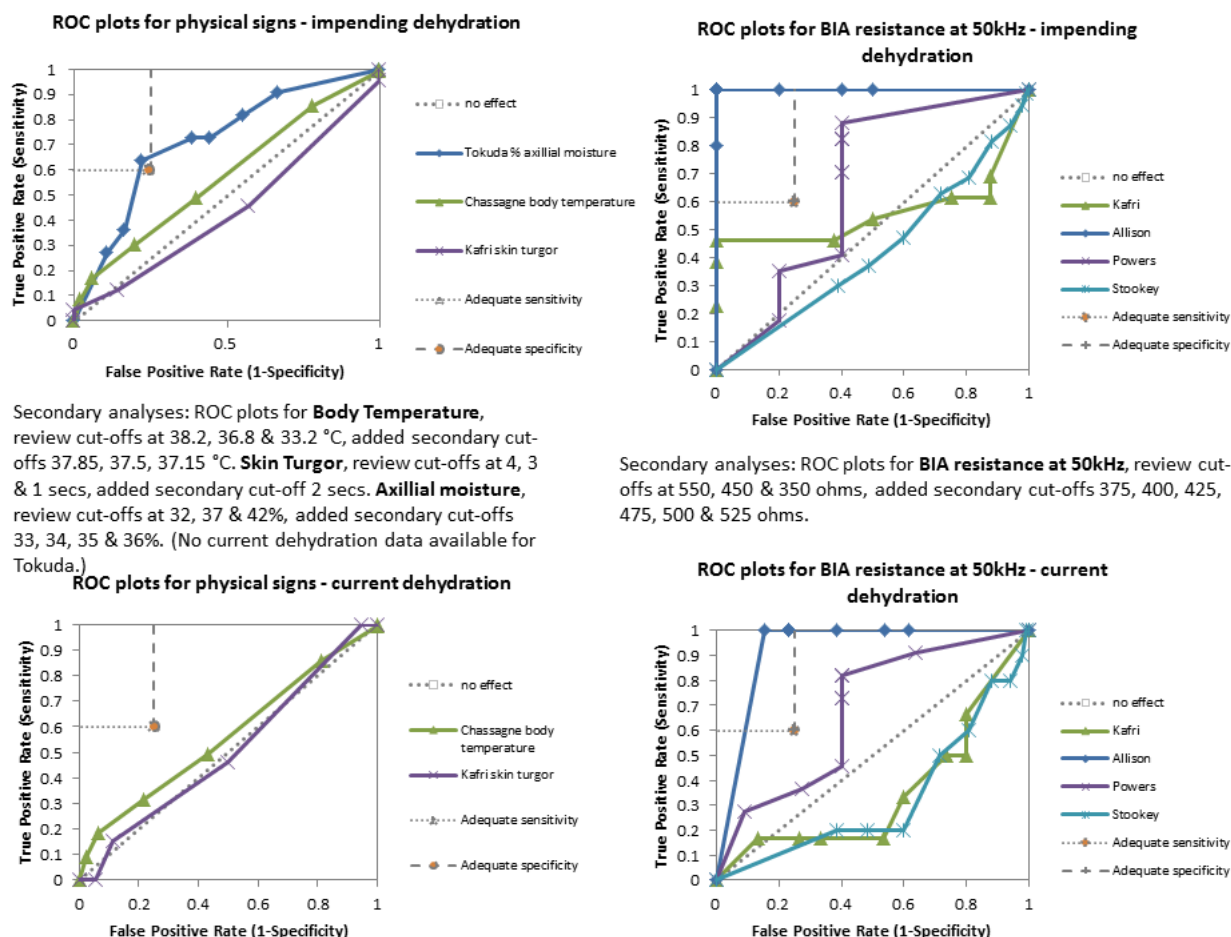 ROC plots for physical signs - impending dehydration
True Positive Rate (Sensitivity)
1
0.9
0.8
0.7
0.6
0.5
0.4
0.3
0.2
0.1
0
0
0.5
1
False Positive Rate (1-Specificity)
no effect
Tokuda % axillial moisture
Chassagne body temperature
Kafri skin turgor
Adequate sensitivity
Adequate specificity
Secondary analyses: ROC plots for Body Temperature,
review cut-offs at 38.2, 36.8 & 33.2 °C, added secondary cut-
offs 37.85, 37.5, 37.15 °C. Skin Turgor, review cut-offs at 4, 3
& 1 secs, added secondary cut-off 2 secs. Axillial moisture,
review cut-offs at 32, 37 & 42%, added secondary cut-offs
33, 34, 35 & 36%. (No current dehydration data available for
Tokuda.)
ROC plots for BIA resistance at 50kHz - impending
dehydration
True Positive Rate (Sensitivity)
1
0.9
0.8
0.7
0.6
0.5
0.4
0.3
0.2
0.1
0
0
0.2
0.4
0.6
0.8
1
False Positive Rate (1-Specificity)
no effect
Kafri
Allison
Powers
Stookey
Adequate sensitivity
Adequate specificity
Secondary analyses: ROC plots for BIA resistance at 50kHz, review cut-
offs at 550, 450 & 350 ohms, added secondary cut-offs 375, 400, 425,
475, 500 & 525 ohms.
ROC plots for physical signs - current dehydration
True Positive Rate (Sensitivity)
1
0.9
0.8
0.7
0.6
0.5
0.4
0.3
0.2
0.1
0
0
0.2
0.4
0.6
0.8
1
False Positive Rate (1-Specificity)
no effect
Chassagne body
temperature
Kafri skin turgor
Adequate sensitivity
Adequate specificity
ROC plots for BIA resistance at 50kHz - current
dehydration
True Positive Rate (Sensitivity)
1
0.9
0.8
0.7
0.6
0.5
0.4
0.3
0.2
0.1
0
0
0.2
0.4
0.6
0.8
1
False Positive Rate (1-Specificity)
no effect
Kafri
Allison
Powers
Stookey
Adequate sensitivity
Adequate specificity